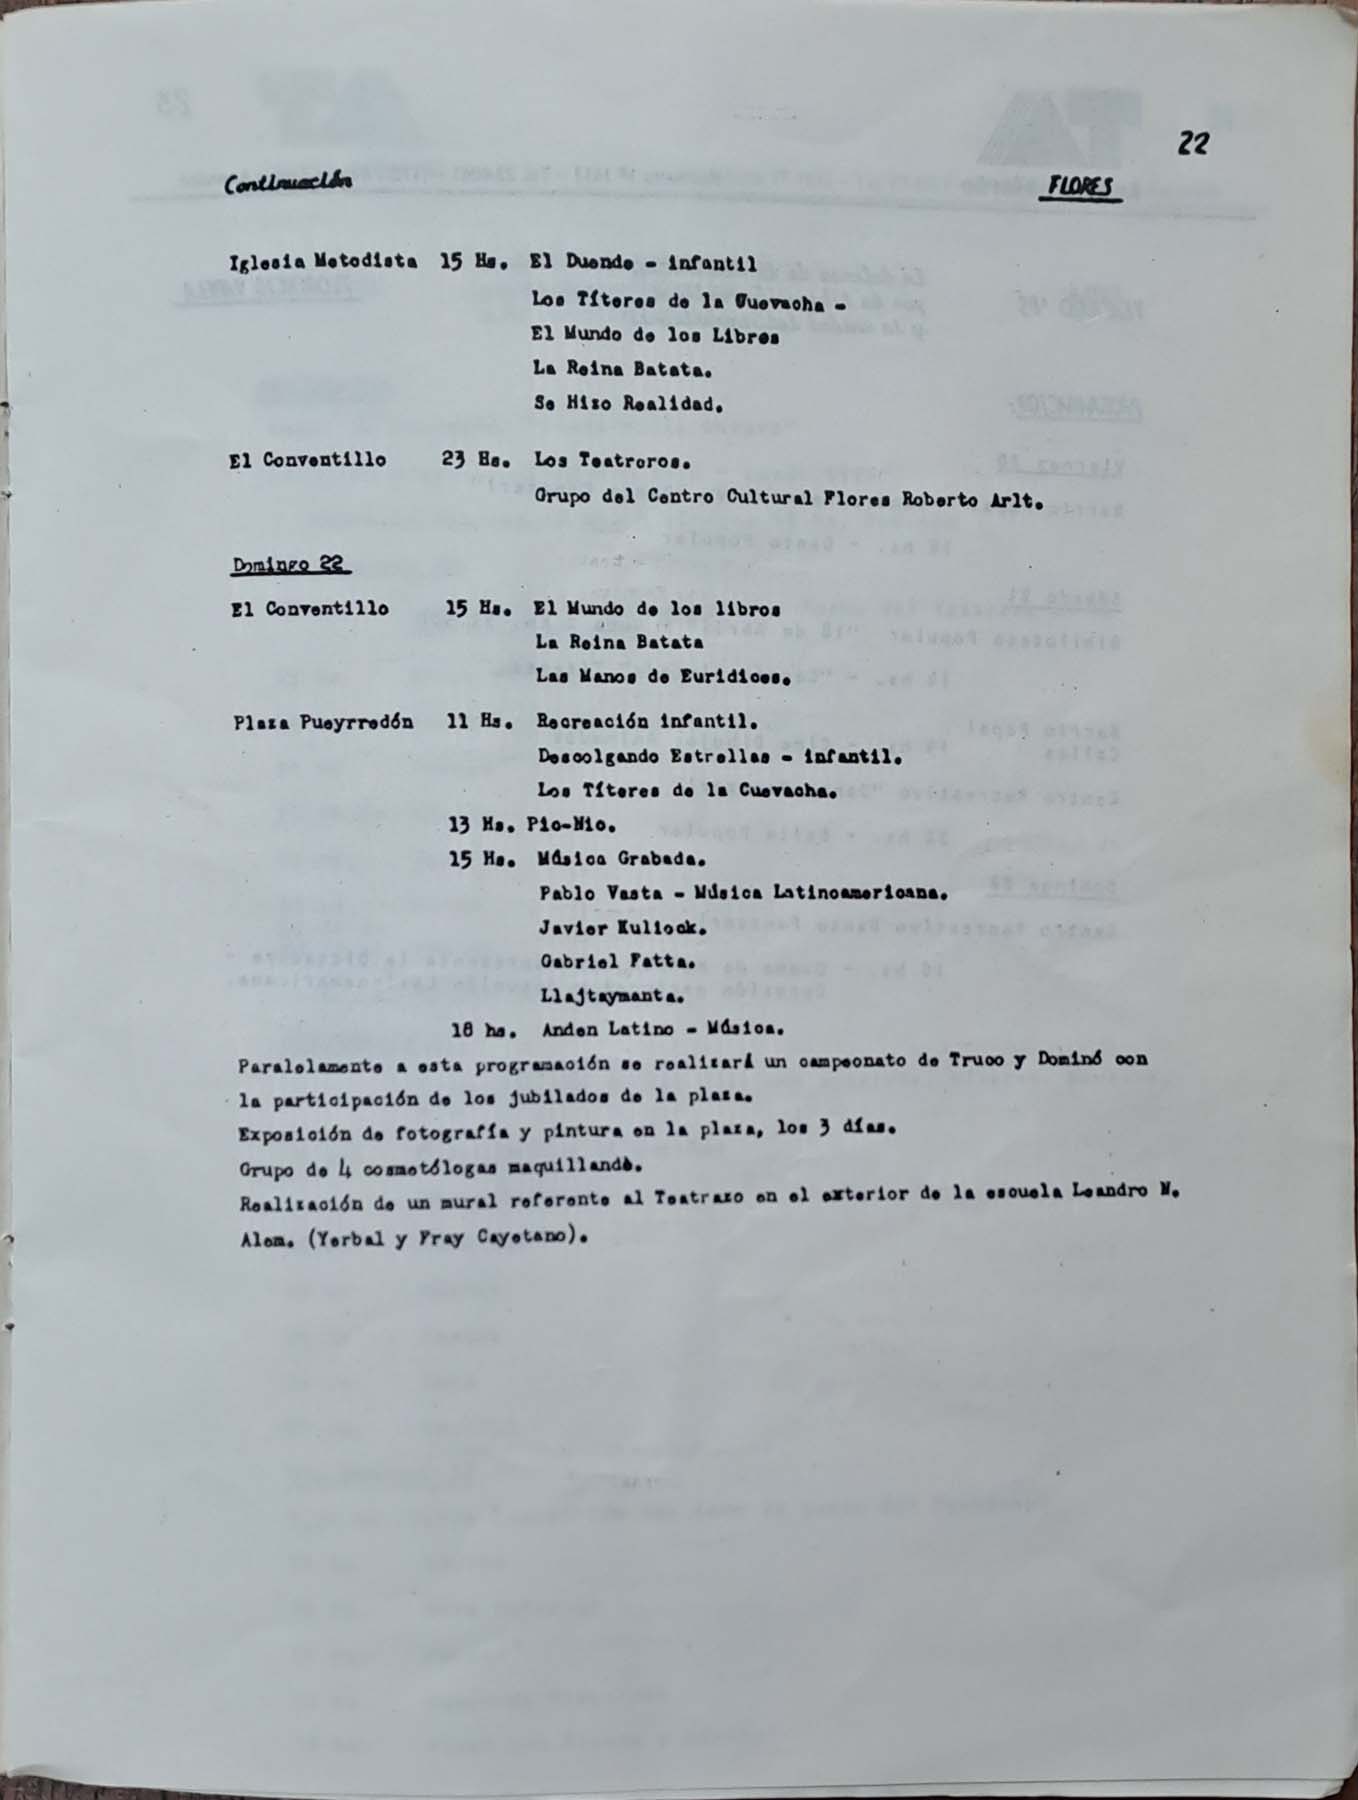 22
Continuación FLORES
Iglesia Metodista 15 Hs. El Duende - infantil
Los Títeres de la Cuevacha -
El Mundo de los Libros
La Reina Batata.
Se Hizo Realidad.
El Conventillo 23 Hs. Los Teatreros.
Grupo del Centro Cultural Flores Roberto Arlt.
Domingo 22
El Conventillo 15 Hs. El Mundo de los libros
La Reina Batata
Las Manos de Euridices.
Plaza Pueyrredón 11 Hs. Recreación infantil.
Descolgando Estrellas - infantil.
Los Títeres de la Cuevacha.
13 Hs. Pic-Nic.
15 Hs. Música Grabada.
Pablo Vasta - Música Latinoamericana.
Javier Kullock.
Gabriel Fatta.
Llajtaymanta.
18 hs. Anden Latino - Música.
Paralelamente a esta programación se realizará un campeonato de Truco y Dominó con
la participación de los jubilados de la plaza.
Exposición de fotografía y pintura en la plaza, los 3 días.
Grupo de 4 cosmetólogas maquillando.
Realización de un mural referente al Teatrazo en el exterior de la escuela Leandro N.
Alem. (Yerbal y Fray Cayetano).